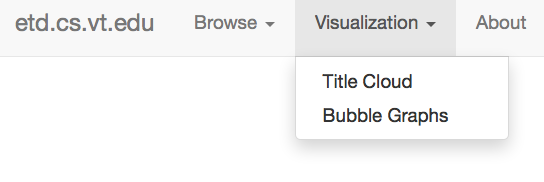 etd.cs.vt.edu Browse Visualization About
Title Cloud
Bubble Graphs